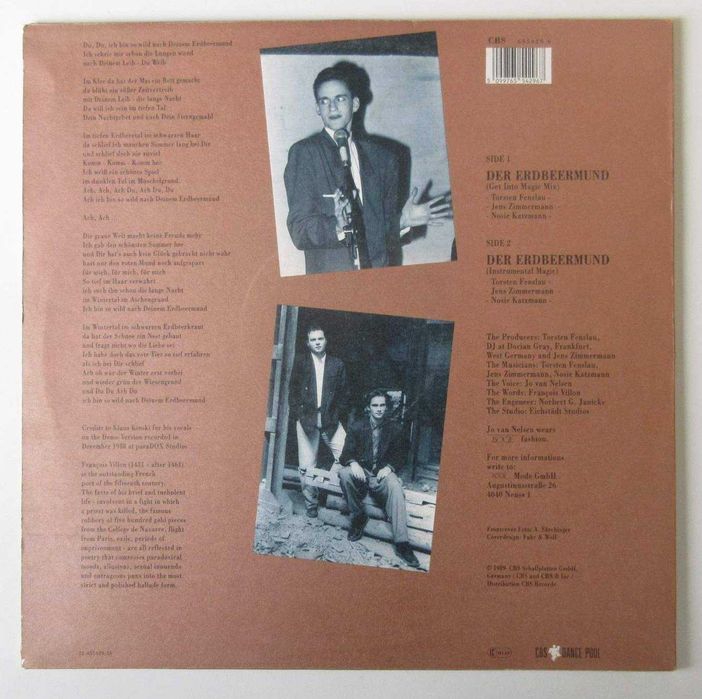 Du, Du, ich bin so wild nach Deinem Erdbeermund
Ich schrie mir schon die Lungen wund
nach Deinem Leib - Du Weib
Im Klee da hat der Mai ein Bett gemacht
da blüht ein süßer Zeitvertreib
mit Deinem Leib - die lange Nacht
Da will ich sein im tiefen Tal
Dein Nachtgebet und auch Dein Sterngemahl
Im tiefen Erdbeertal im schwarzen Haar
da schlief ich manchen Sommer lang bei Dir
und schlief doch nie zuviel
Komm - Komm - Komm her
Ich weiß ein schönes Spiel
im dunklen Tal im Muschelgrund
Ach, Ach, Ach Du, Ach Du, Du
Ach ich bin so wild nach Deinem Erdbeermund
Ach, Ach
Die graue Welt macht keine Freude mehr
Ich gab den schönsten Sommer her
und Dir hat's auch kein Glück gebracht nicht wahr
hast nur den roten Mund noch aufgespart
für mich, für mich, für mich
So tief im Haar verwahrt
Ich such ihn schon die lange Nacht
im Wintertal im Aschengrund
Ich bin so wild nach Deinem Erdbeermund
Im Wintertal im schwarzen Erdbeerkraut
da hat der Schnee ein Nest gebaut
und fragt nicht wo die Liebe sei
Ich habe doch das rote Tier so tief erfahren
als ich bei Dir schlief
Ach wär der Winter erst vorbei
und wieder grün der Wiesengrund
und Du Du Ach Du
ich bin so wild nach Deinem Erdbeermund
Credits to Klaus Kinski for his vocals
on the Demo-Version recorded in
December 1988 at paraDOX Studios
François Villon (1431 - after 1463)
is the outstanding French
poet of the fifteenth century.
The facts of his brief and turbulent
life - involvent in a fight in which
a priest was killed, the famous
robbery of five hundred gold pieces
from the College de Navarre, flight
from Paris, exile, periods of
imprisonment - are all reflected in
poetry that comresses paradoxical
moods, allusions, sexual innuendo
and outrageous puns into the most
strict and polished ballade form.
CBS 655429 6
SIDE 1
DER ERDBEERMUND
(Get Into Magic Mix)
- Torsten Fenslau -
- Jens Zimmermann -
- Nosie Katzmann -
SIDE 2
DER ERDBEERMUND
(Instrumental Magic)
- Torsten Fenslau -
- Jens Zimmermann -
- Nosie Katzmann -
The Producers: Torsten Fenslau,
DJ at Dorian Gray, Frankfurt,
West Germany and Jens Zimmermann
The Musicians: Torsten Fenslau,
Jens Zimmermann, Nosie Katzmann
The Voice: Jo van Nelsen
The Words: François Villon
The Engeneer: Norbert G. Janicke
The Studio: Eichstädt Studios
Jo van Nelsen wears
fashion.
For more informations
write to:
Mode GmbH
Augustinusstraße 26
4040 Neuss 1
Frontcover Foto: A.
Coverdesign: Fuhr & Wolf
© 1989 CBS Schallplatten GmbH,
Germany / CBS and CBS ® Inc /
Distribution CBS Records
CBS DANCE POOL